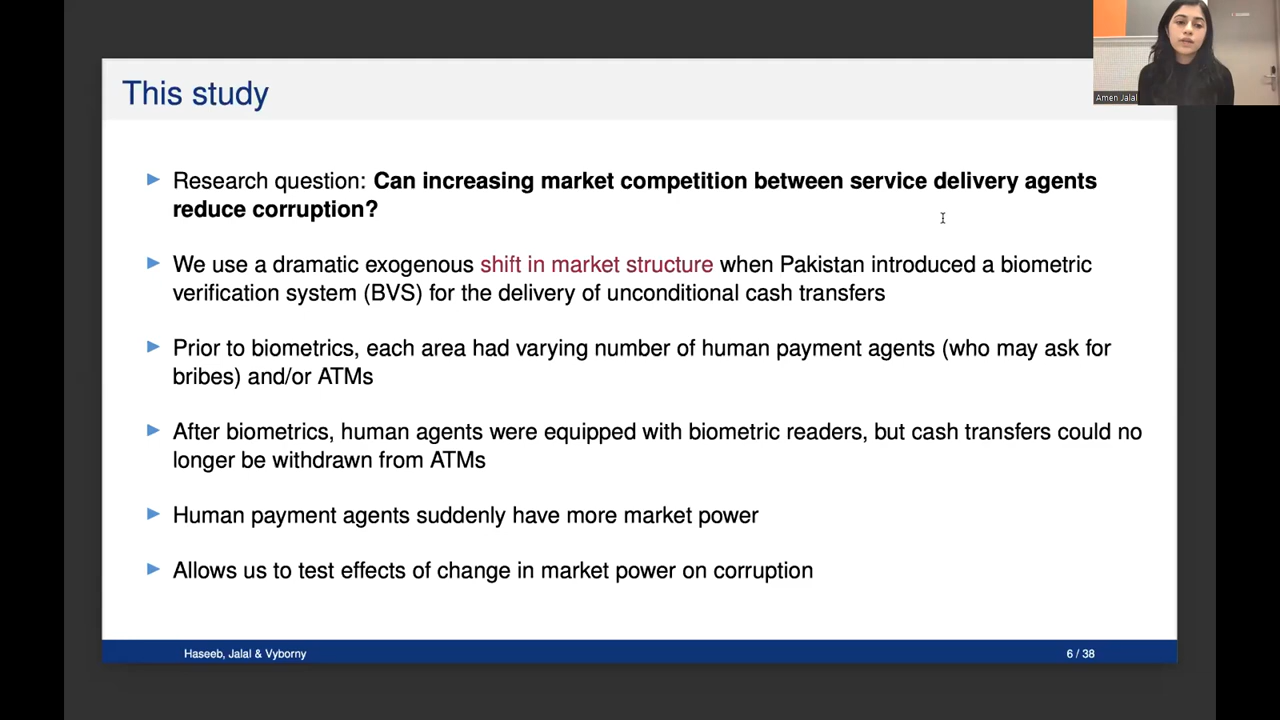 This study
Amen Jalal
Research question: Can increasing market competition between service delivery agents
reduce corruption?
We use a dramatic exogenous shift in market structure when Pakistan introduced a biometric
verification system (BVS) for the delivery of unconditional cash transfers
Prior to biometrics, each area had varying number of human payment agents (who may ask for
bribes) and/or ATMs
After biometrics, human agents were equipped with biometric readers, but cash transfers could no
longer be withdrawn from ATMs
Human payment agents suddenly have more market power
Allows us to test effects of change in market power on corruption
Haseeb, Jalal & Vyborny
6 / 38